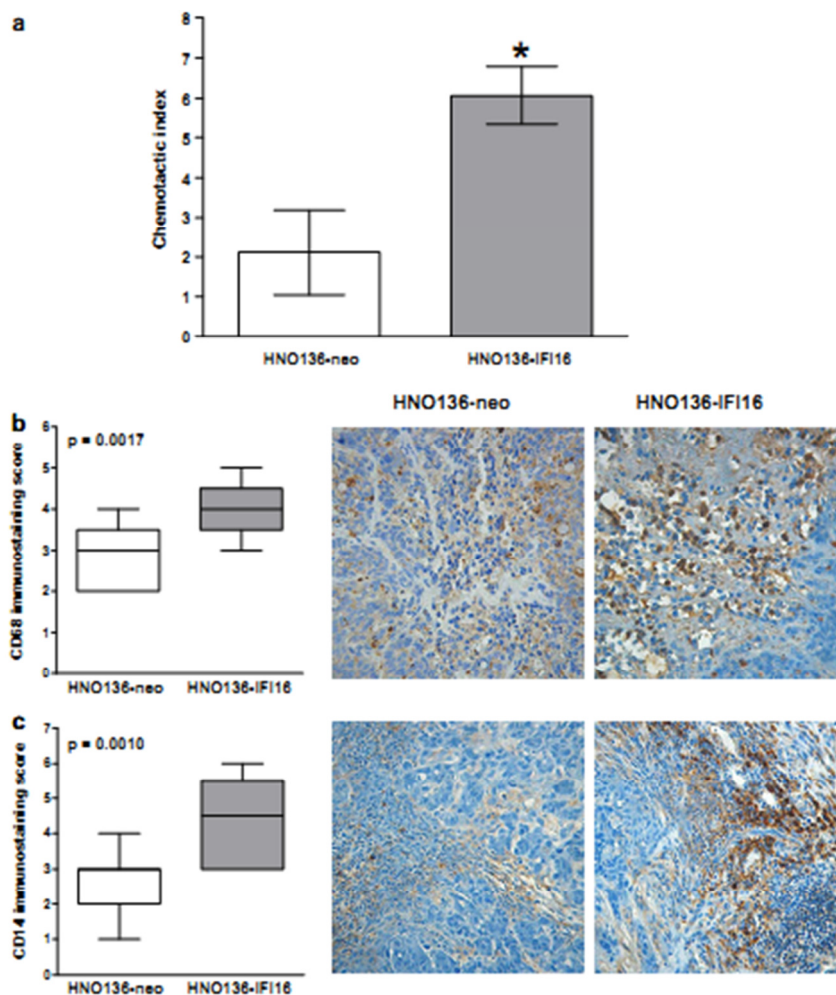 a
Chemotactic index
8
7
6
5
4
3
2
1
0
*
HNO136-neo
HNO136-IFI16
HNO136-neo
HNO136-IFI16
b
CD68 immunostaining score
6
5
4
3
2
1
0
p = 0.0017
HNO136-neo
HNO136-IFI16
c
CD14 immunostaining score
7
6
5
4
3
2
1
0
p = 0.0010
HNO136-neo
HNO136-IFI16